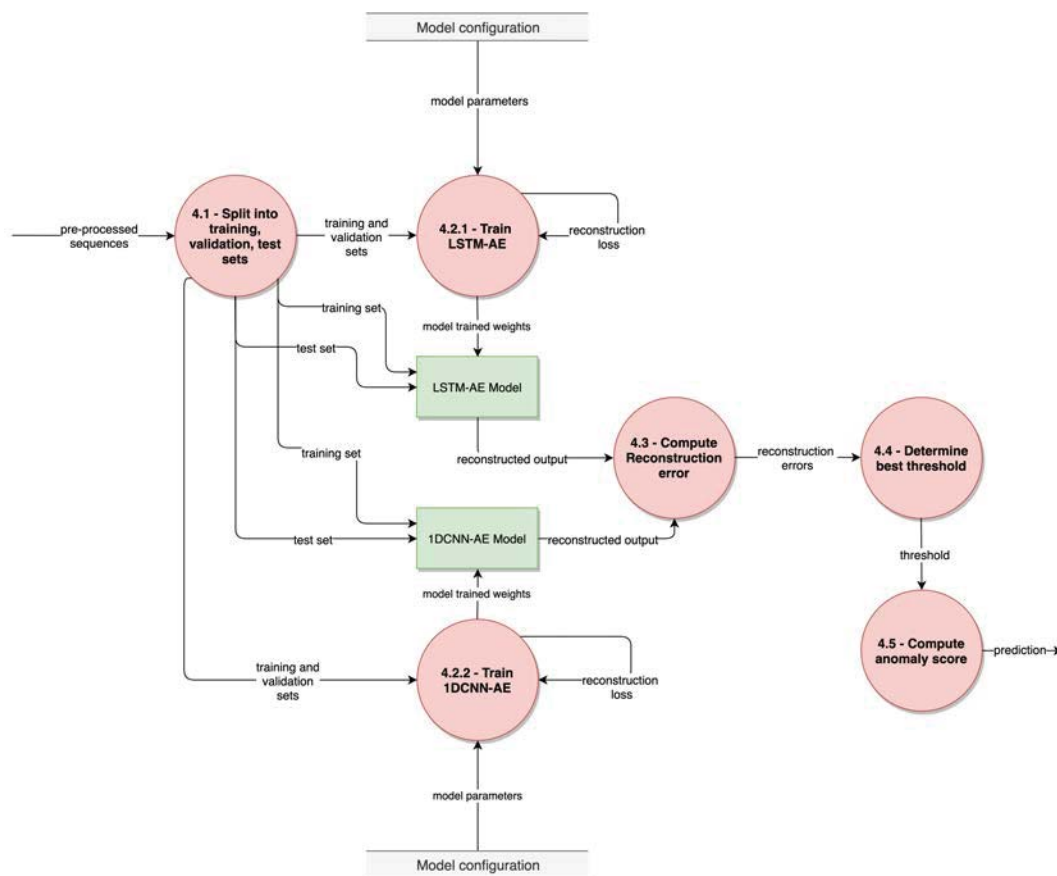 Model configuration
model parameters
pre-processed
sequences
4.1 - Split into
training,
validation, test
sets
training and
validation
sets
4.2.1 - Train
LSTM-AE
reconstruction
loss
training set
model trained weights
test set
LSTM-AE Model
training set
reconstructed output
4.3 - Compute
Reconstruction
error
reconstruction
errors
4.4 - Determine
best threshold
test set
1DCNN-AE Model
reconstructed output
threshold
model trained weights
4.5 - Compute
anomaly score
prediction
training and
validation
sets
4.2.2 - Train
1DCNN-AE
reconstruction
loss
model parameters
Model configuration